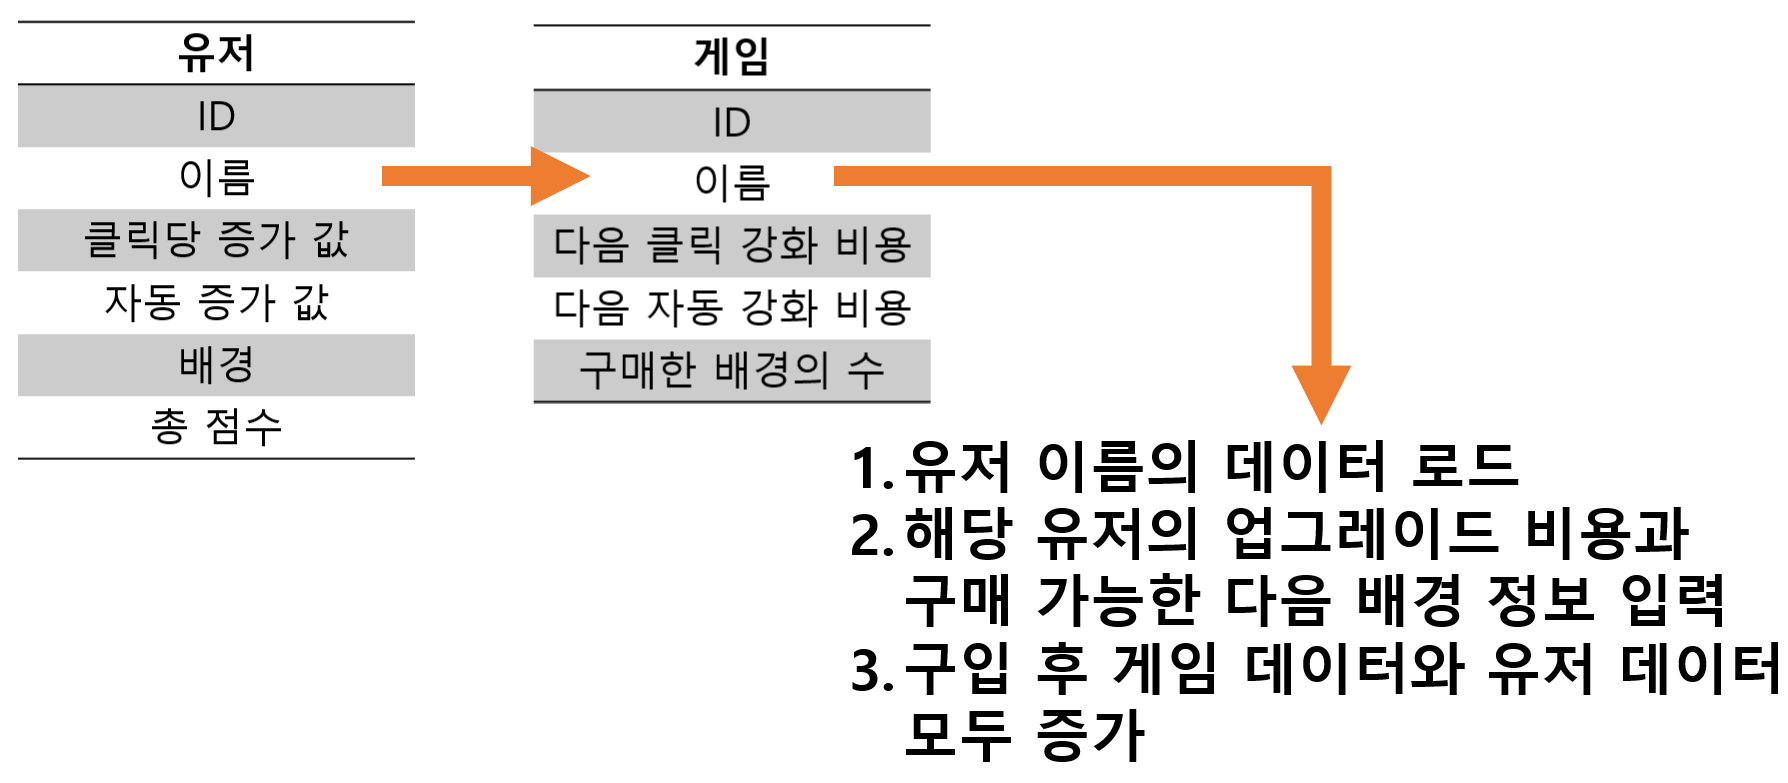 유저
ID
이름
클릭당 증가 값
자동 증가 값
배경
총 점수
게임
ID
이름
다음 클릭 강화 비용
다음 자동 강화 비용
구매한 배경의 수
1. 유저 이름의 데이터 로드
2. 해당 유저의 업그레이드 비용과
구매 가능한 다음 배경 정보 입력
3. 구입 후 게임 데이터와 유저 데이터
모두 증가